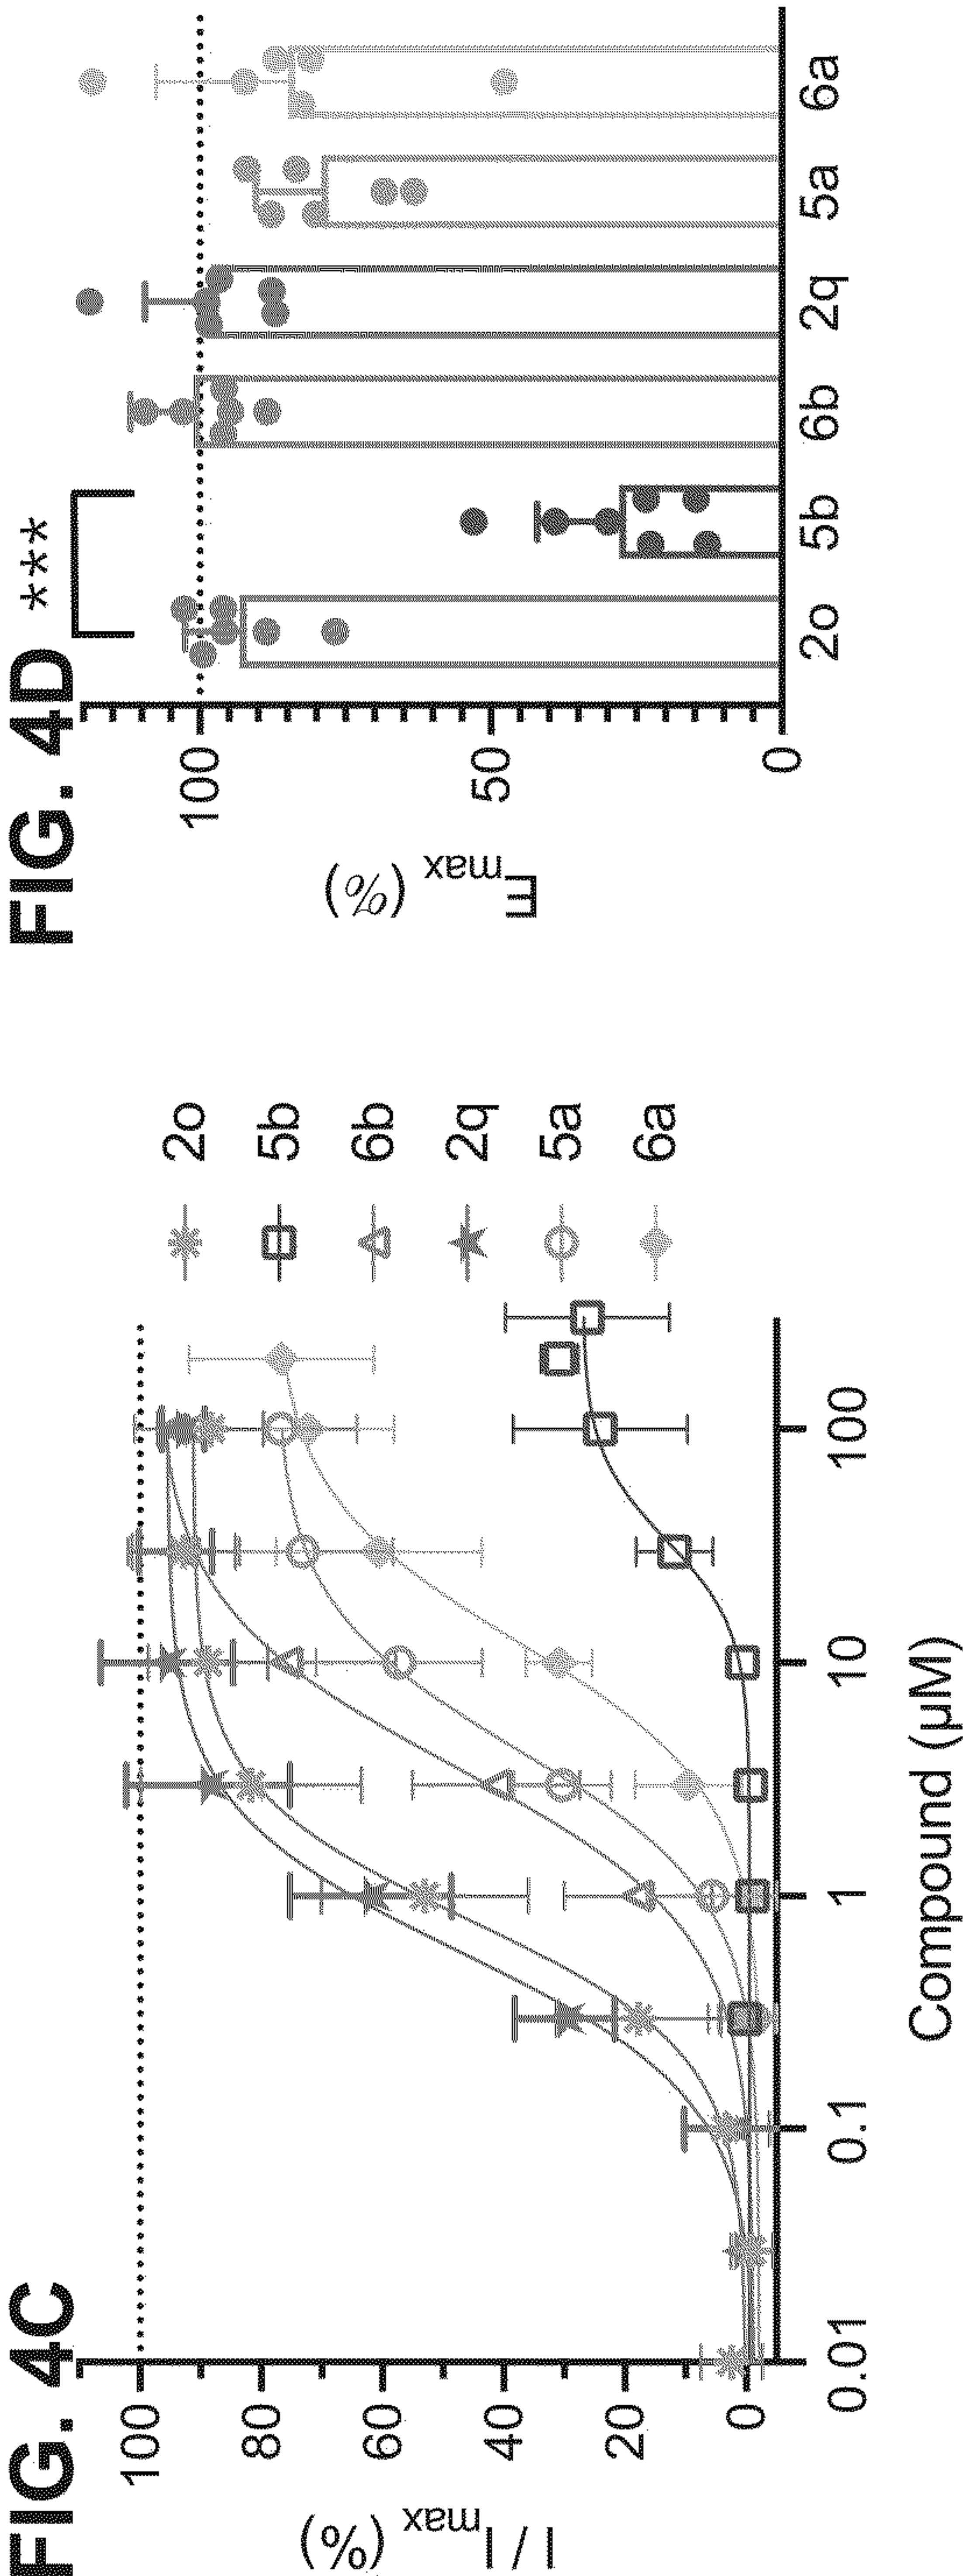 FIG. 4C
I / Imax (%)
100
80
60
40
20
0
0.01
0.1
1
10
100
Compound (μM)
2o
5b
6b
2q
5a
6a
FIG. 4D
***
Emax (%)
100
50
0
2o
5b
6b
2q
5a
6a